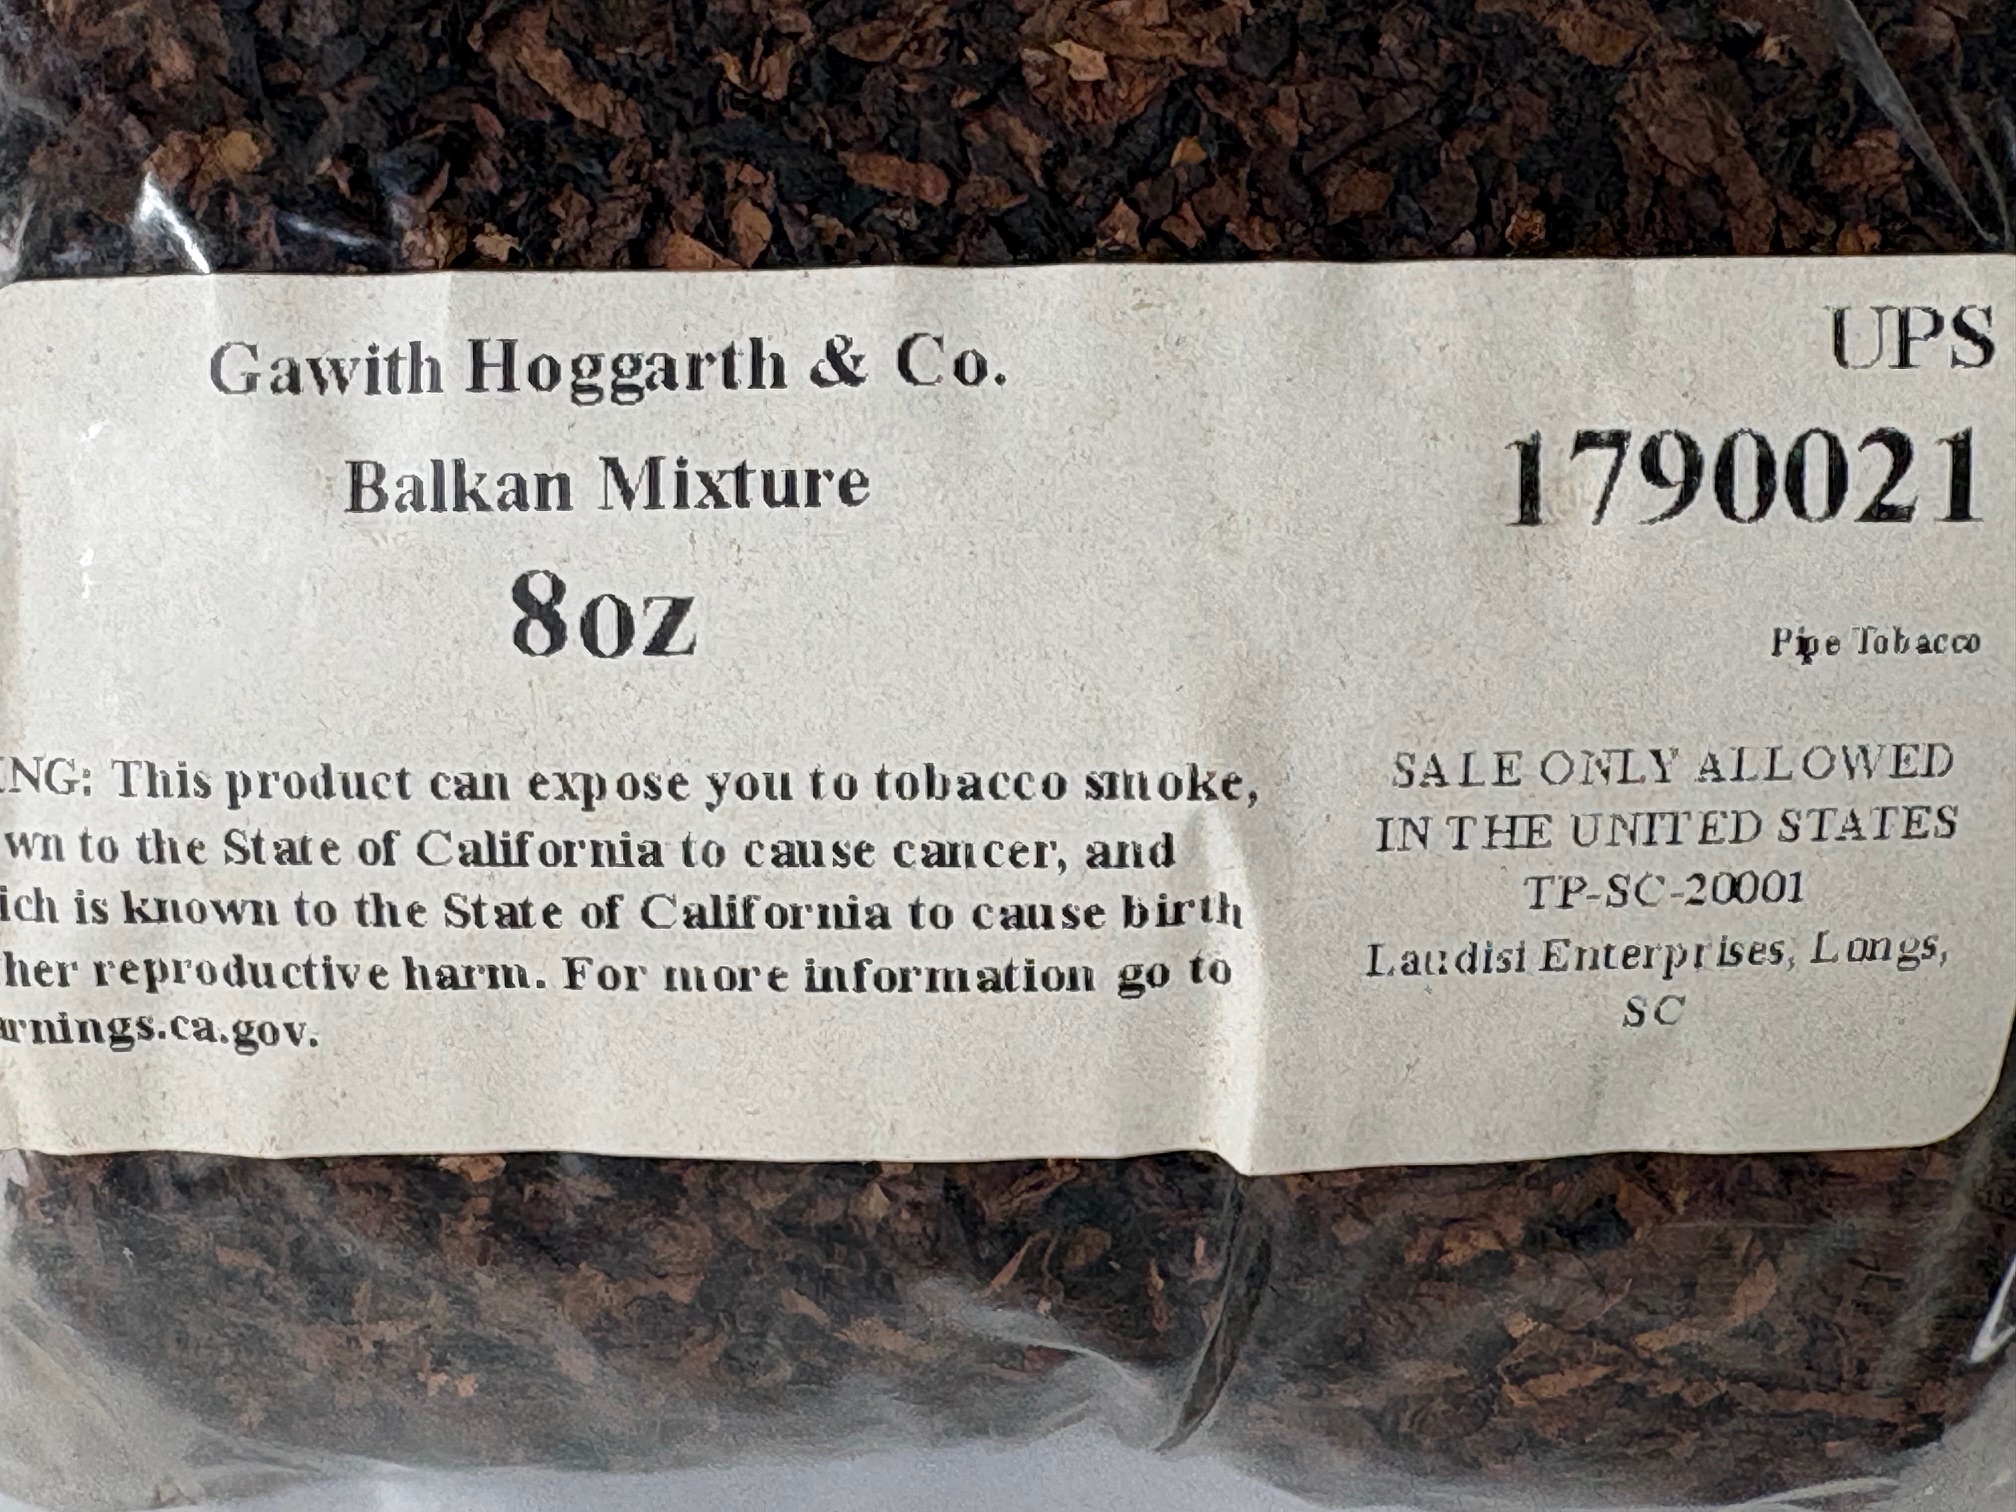 Gawith Hoggarth & Co.
Balkan Mixture
8oz
UPS
1790021
Pipe Tobacco
NG: This product can expose you to tobacco smoke,
wn to the State of California to cause cancer, and
ich is known to the State of California to cause birth
her reproductive harm. For more information go to
arnings.ca.gov.
SALE ONLY ALLOWED
IN THE UNITED STATES
TP-SC-20001
Laudisi Enterprises, Longs,
SC